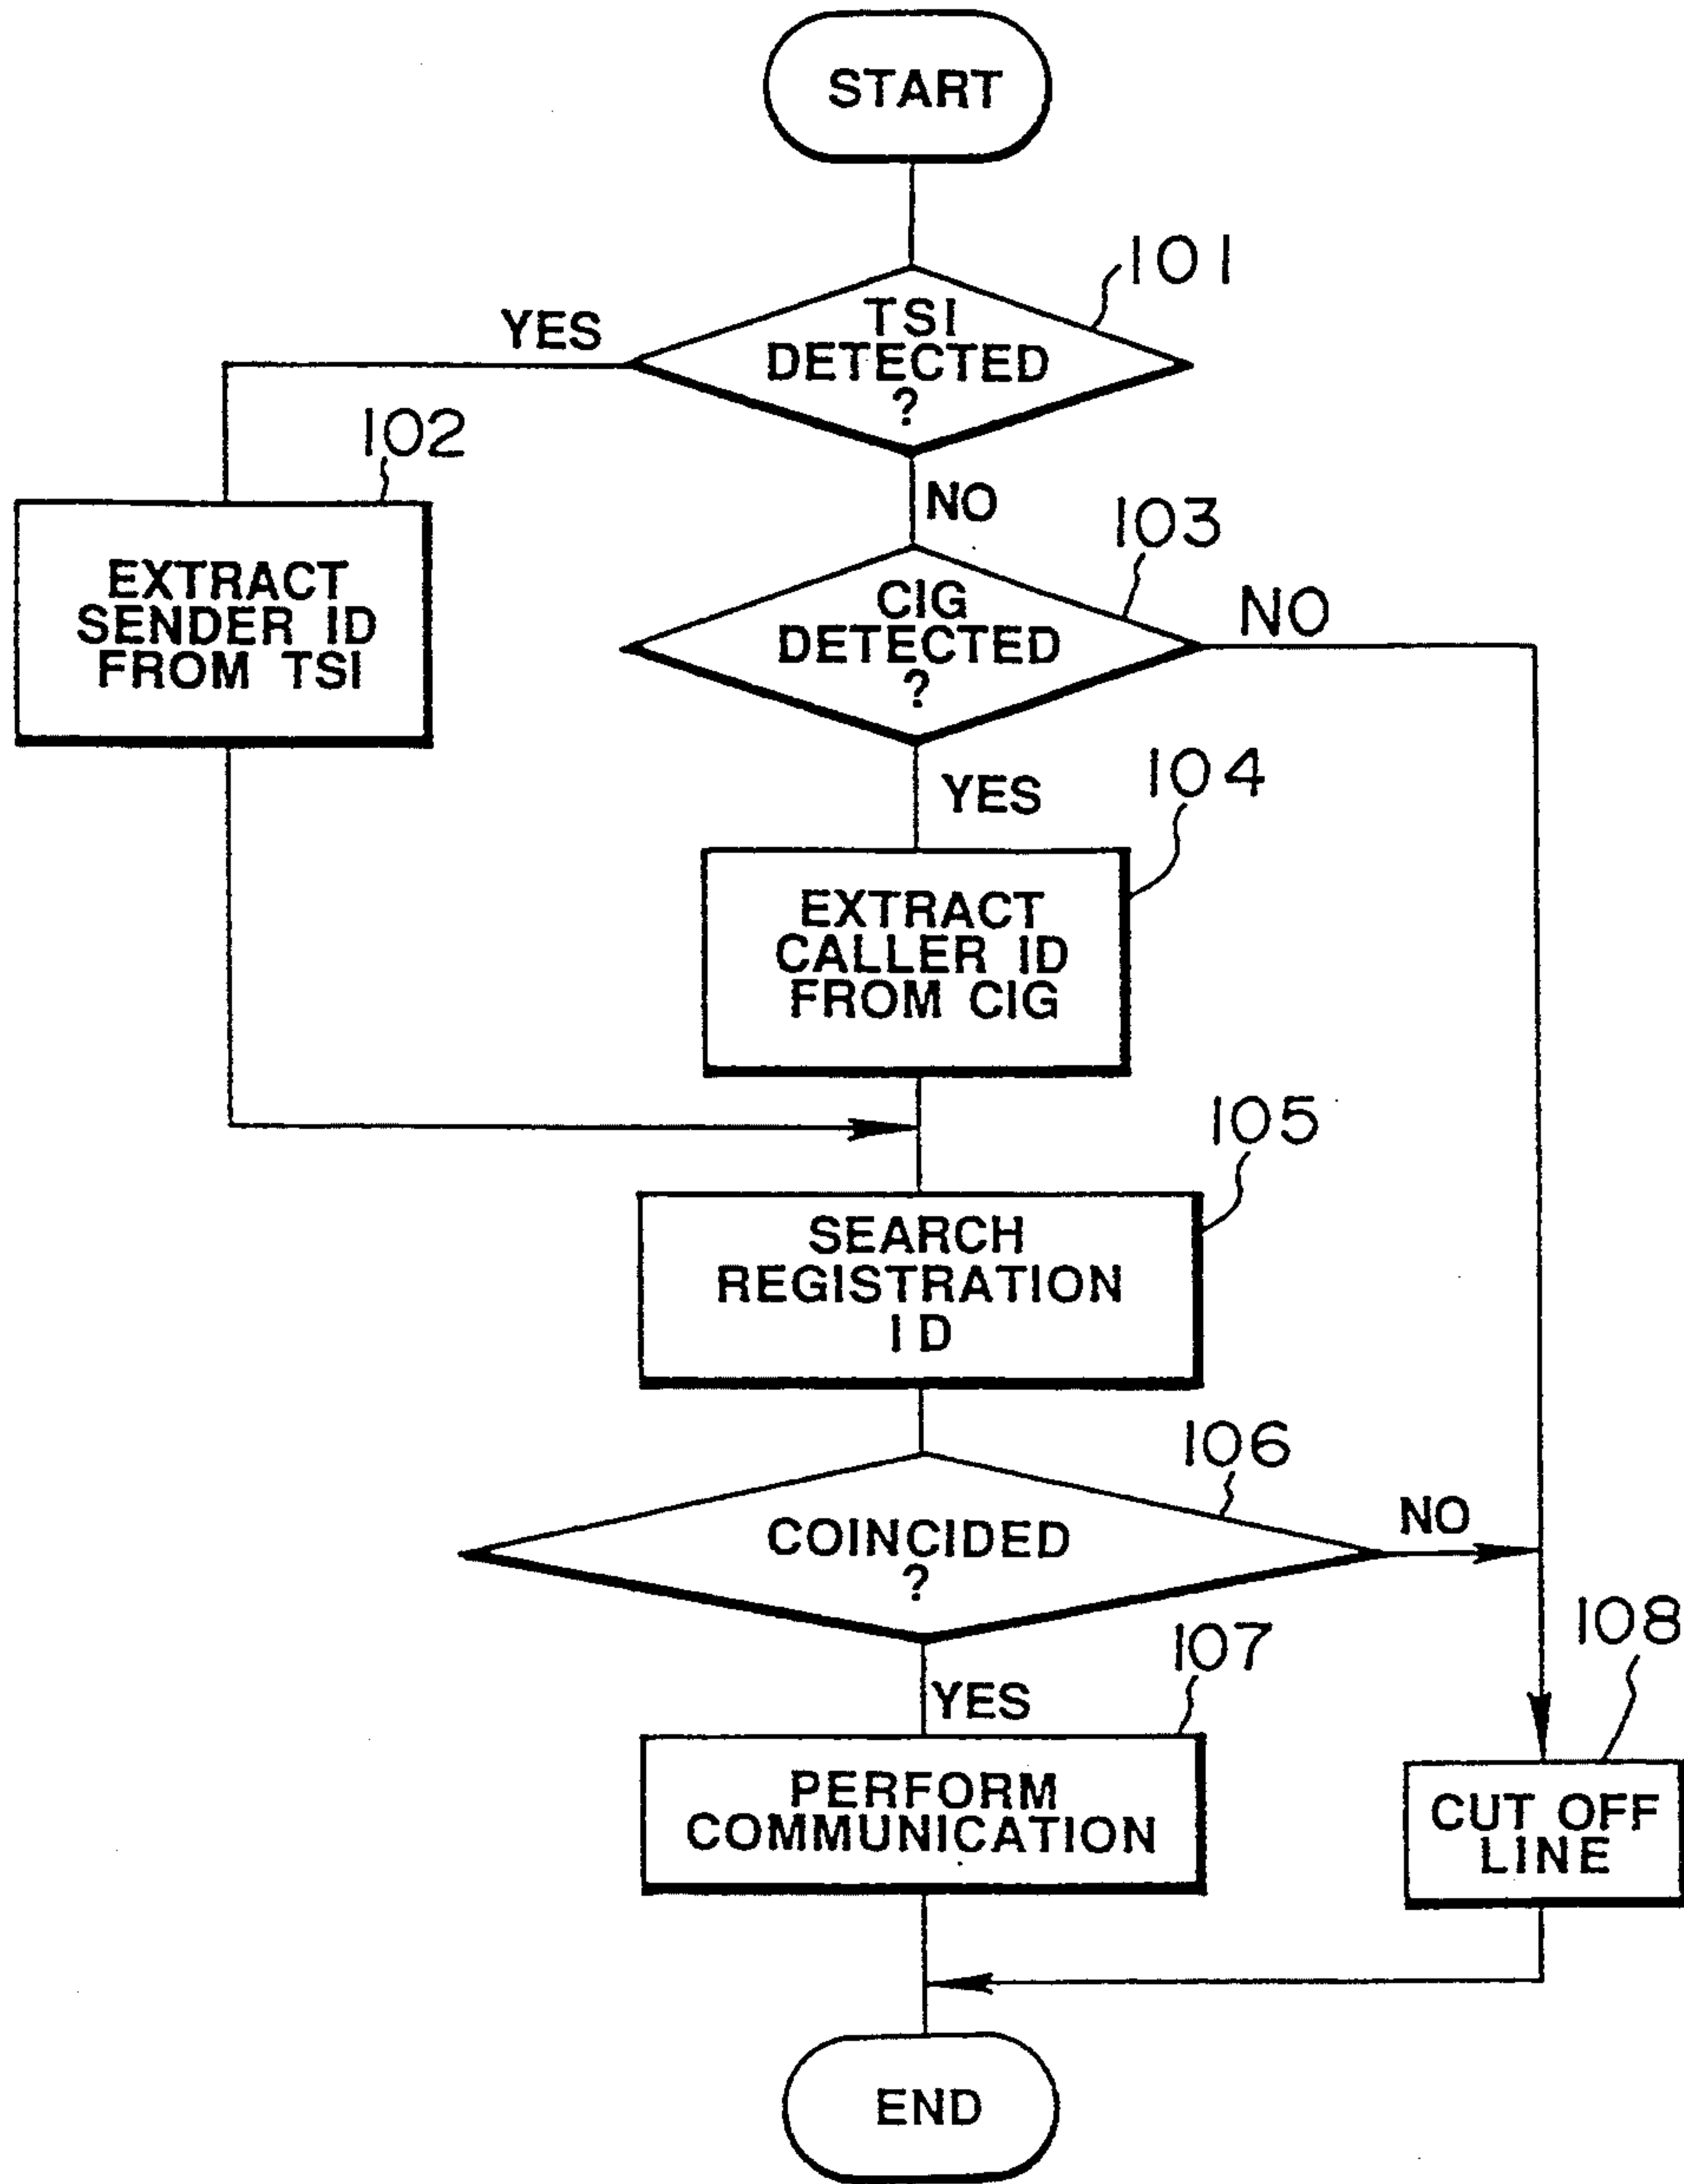 START
101
TSI
DETECTED
?
YES
NO
102
EXTRACT
SENDER ID
FROM TSI
103
CIG
DETECTED
?
NO
YES
104
EXTRACT
CALLER ID
FROM CIG
105
SEARCH
REGISTRATION
ID
106
COINCIDED
?
NO
YES
107
PERFORM
COMMUNICATION
108
CUT OFF
LINE
END